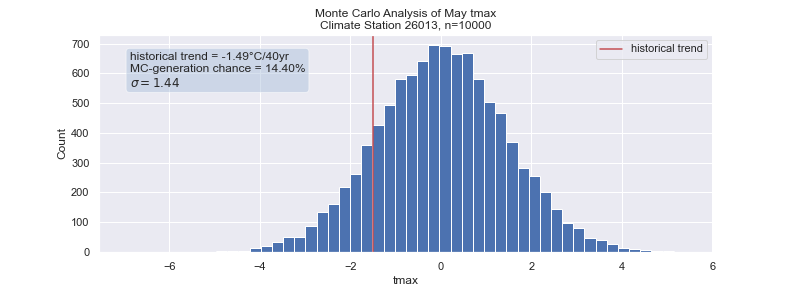 Monte Carlo Analysis of May tmax
Climate Station 26013, n=10000
historical trend = -1.49°C/40yr
MC-generation chance = 14.40%
σ = 1.44
historical trend
Count
700
600
500
400
300
200
100
0
−6
−4
−2
0
2
4
6
tmax